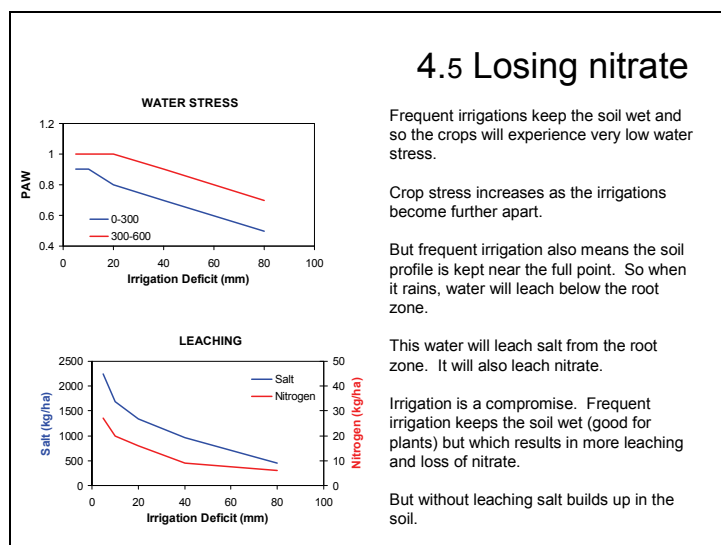 4.5 Losing nitrate
WATER STRESS
1.2
1
0.8
0.6
0.4
PAW
0-300
300-600
0 20 40 60 80 100
Irrigation Deficit (mm)
LEACHING
2500
2000
1500
1000
500
0
Salt (kg/ha)
Salt
Nitrogen
50
40
30
20
10
0
Nitrogen (kg/ha)
0 20 40 60 80 100
Irrigation Deficit (mm)
Frequent irrigations keep the soil wet and
so the crops will experience very low water
stress.
Crop stress increases as the irrigations
become further apart.
But frequent irrigation also means the soil
profile is kept near the full point. So when
it rains, water will leach below the root
zone.
This water will leach salt from the root
zone. It will also leach nitrate.
Irrigation is a compromise. Frequent
irrigation keeps the soil wet (good for
plants) but which results in more leaching
and loss of nitrate.
But without leaching salt builds up in the
soil.